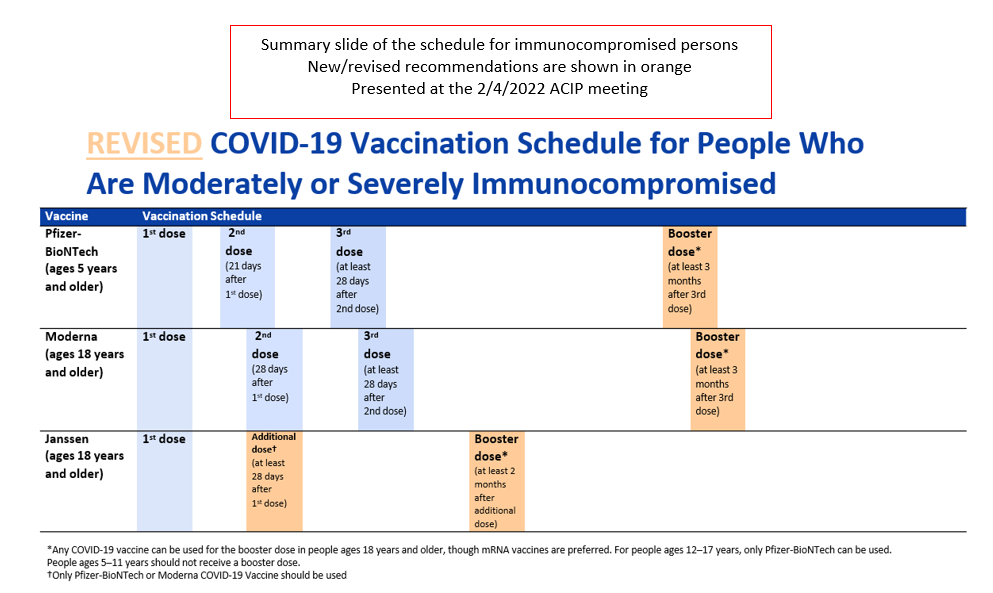 Summary slide of the schedule for immunocompromised persons
New/revised recommendations are shown in orange
Presented at the 2/4/2022 ACIP meeting
REVISED COVID-19 Vaccination Schedule for People Who
Are Moderately or Severely Immunocompromised
Vaccine
Vaccination Schedule
Pfizer-
BioNTech
(ages 5 years
and older)
1st dose
2nd
dose
(21 days
after
1st dose)
3rd
dose
(at least
28 days
after
2nd dose)
Booster
dose*
(at least 3
months
after 3rd
dose)
Moderna
(ages 18 years
and older)
1st dose
2nd
dose
(28 days
after
1st dose)
3rd
dose
(at least
28 days
after
2nd dose)
Booster
dose*
(at least 3
months
after 3rd
dose)
Janssen
(ages 18 years
and older)
1st dose
Additional
dose†
(at least
28 days
after
1st dose)
Booster
dose*
(at least 2
months
after
additional
dose)
*Any COVID-19 vaccine can be used for the booster dose in people ages 18 years and older, though mRNA vaccines are preferred. For people ages 12–17 years, only Pfizer-BioNTech can be used.
People ages 5–11 years should not receive a booster dose.
†Only Pfizer-BioNTech or Moderna COVID-19 Vaccine should be used